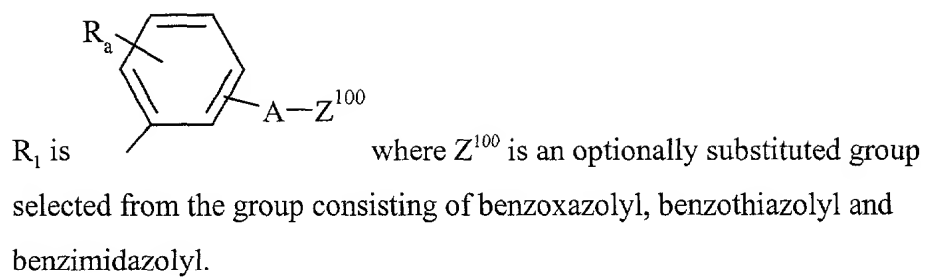 Rₐ
A—Z¹⁰⁰
R₁ is where Z¹⁰⁰ is an optionally substituted group
selected from the group consisting of benzoxazolyl, benzothiazolyl and
benzimidazolyl.